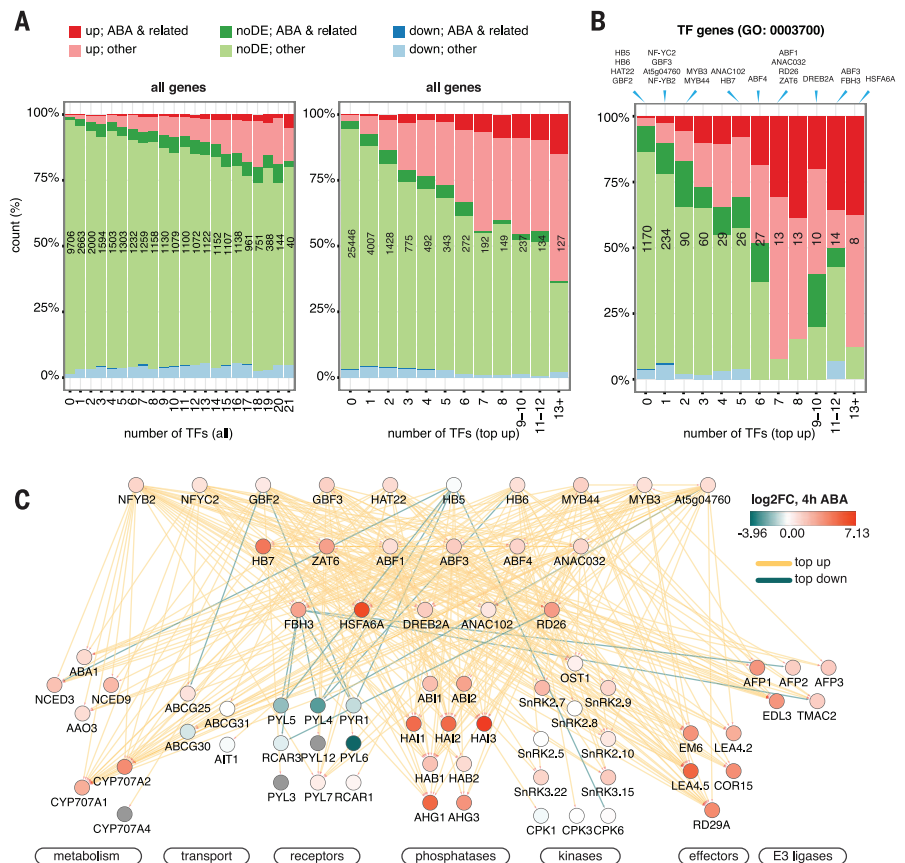 A
up; ABA & related
noDE; ABA & related
down; ABA & related
up; other
noDE; other
down; other
all genes
all genes
100%
75%
50%
25%
0%
count (%)
9706
2663
2000
1594
1503
1303
1232
1259
1158
1130
1079
1100
1072
1122
1152
1107
1138
961
751
388
144
40
0 1 2 3 4 5 6 7 8 9 10 11 12 13 14 15 16 17 18 19 20 21
number of TFs (all)
100%
75%
50%
25%
0%
25446
4007
1428
775
492
343
272
192
149
237
134
127
0 1 2 3 4 5 6 7 8 9–10 11–12 13+
number of TFs (top up)
B
TF genes (GO: 0003700)
HB5 NF-YC2 ABF1
HB6 GBF3 ANAC032
HAT22 At5g04760 MYB3 ANAC102 RD26 ABF3
GBF2 NF-YB2 MYB44 HB7 ABF4 ZAT6 DREB2A FBH3 HSFA6A
100%
75%
50%
25%
0%
1170 234 90 60 29 26 27 13 13 10 14 8
0 1 2 3 4 5 6 7 8 9–10 11–12 13+
number of TFs (top up)
C
NFYB2 NFYC2 GBF2 GBF3 HAT22 HB5 HB6 MYB44 MYB3 At5g04760
log2FC, 4h ABA
-3.96 0.00 7.13
top up
top down
HB7 ZAT6 ABF1 ABF3 ABF4 ANAC032
FBH3 HSFA6A DREB2A ANAC102 RD26
ABA1
NCED3 NCED9
AAO3
CYP707A2
CYP707A1
CYP707A4
ABCG25
ABCG31
ABCG30
AIT1
PYL5 PYL4 PYR1
RCAR3 PYL12 PYL6
PYL3 PYL7 RCAR1
ABI1 ABI2
HAI1 HAI2 HAI3
HAB1 HAB2
AHG1 AHG3
OST1
SnRK2.7 SnRK2.9
SnRK2.8
SnRK2.5 SnRK2.10
SnRK3.22 SnRK3.15
CPK1 CPK3 CPK6
EM6 LEA4.2
LEA4.5 COR15
RD29A
AFP1 AFP2 AFP3
EDL3 TMAC2
metabolism transport receptors phosphatases kinases effectors E3 ligases